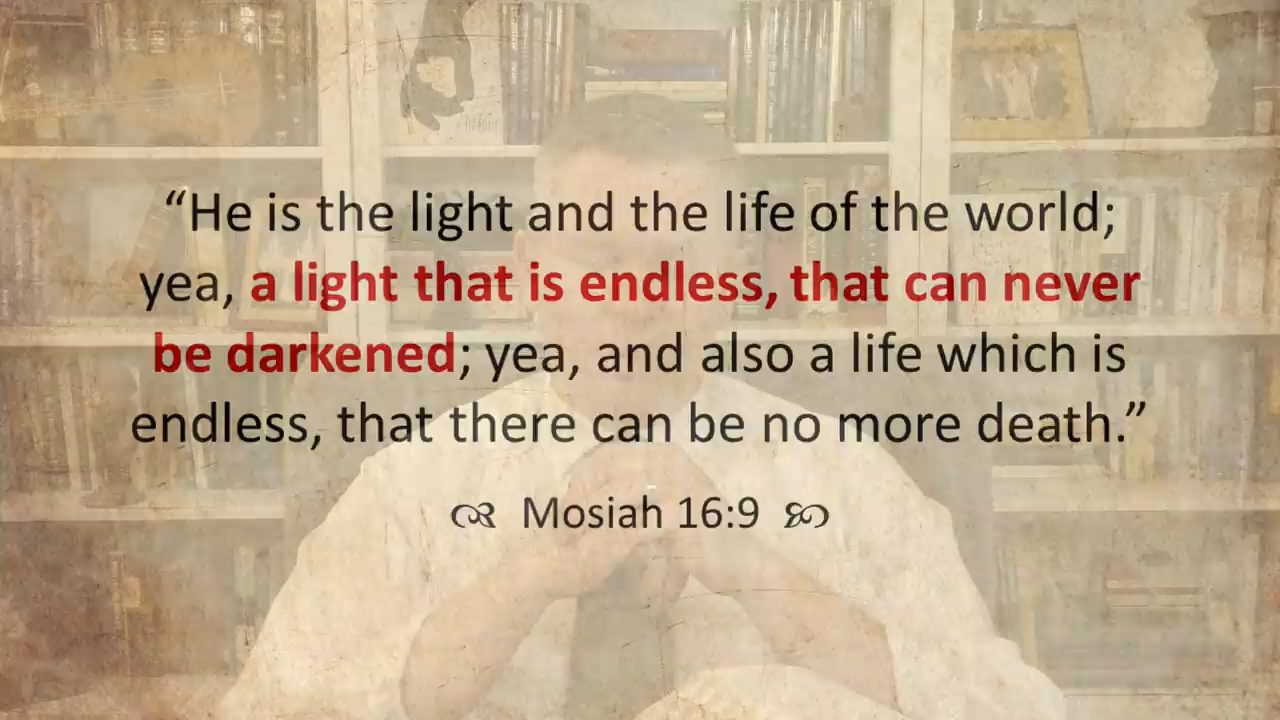 “He is the light and the life of the world;
yea, a light that is endless, that can never
be darkened; yea, and also a life which is
endless, that there can be no more death.”
Mosiah 16:9